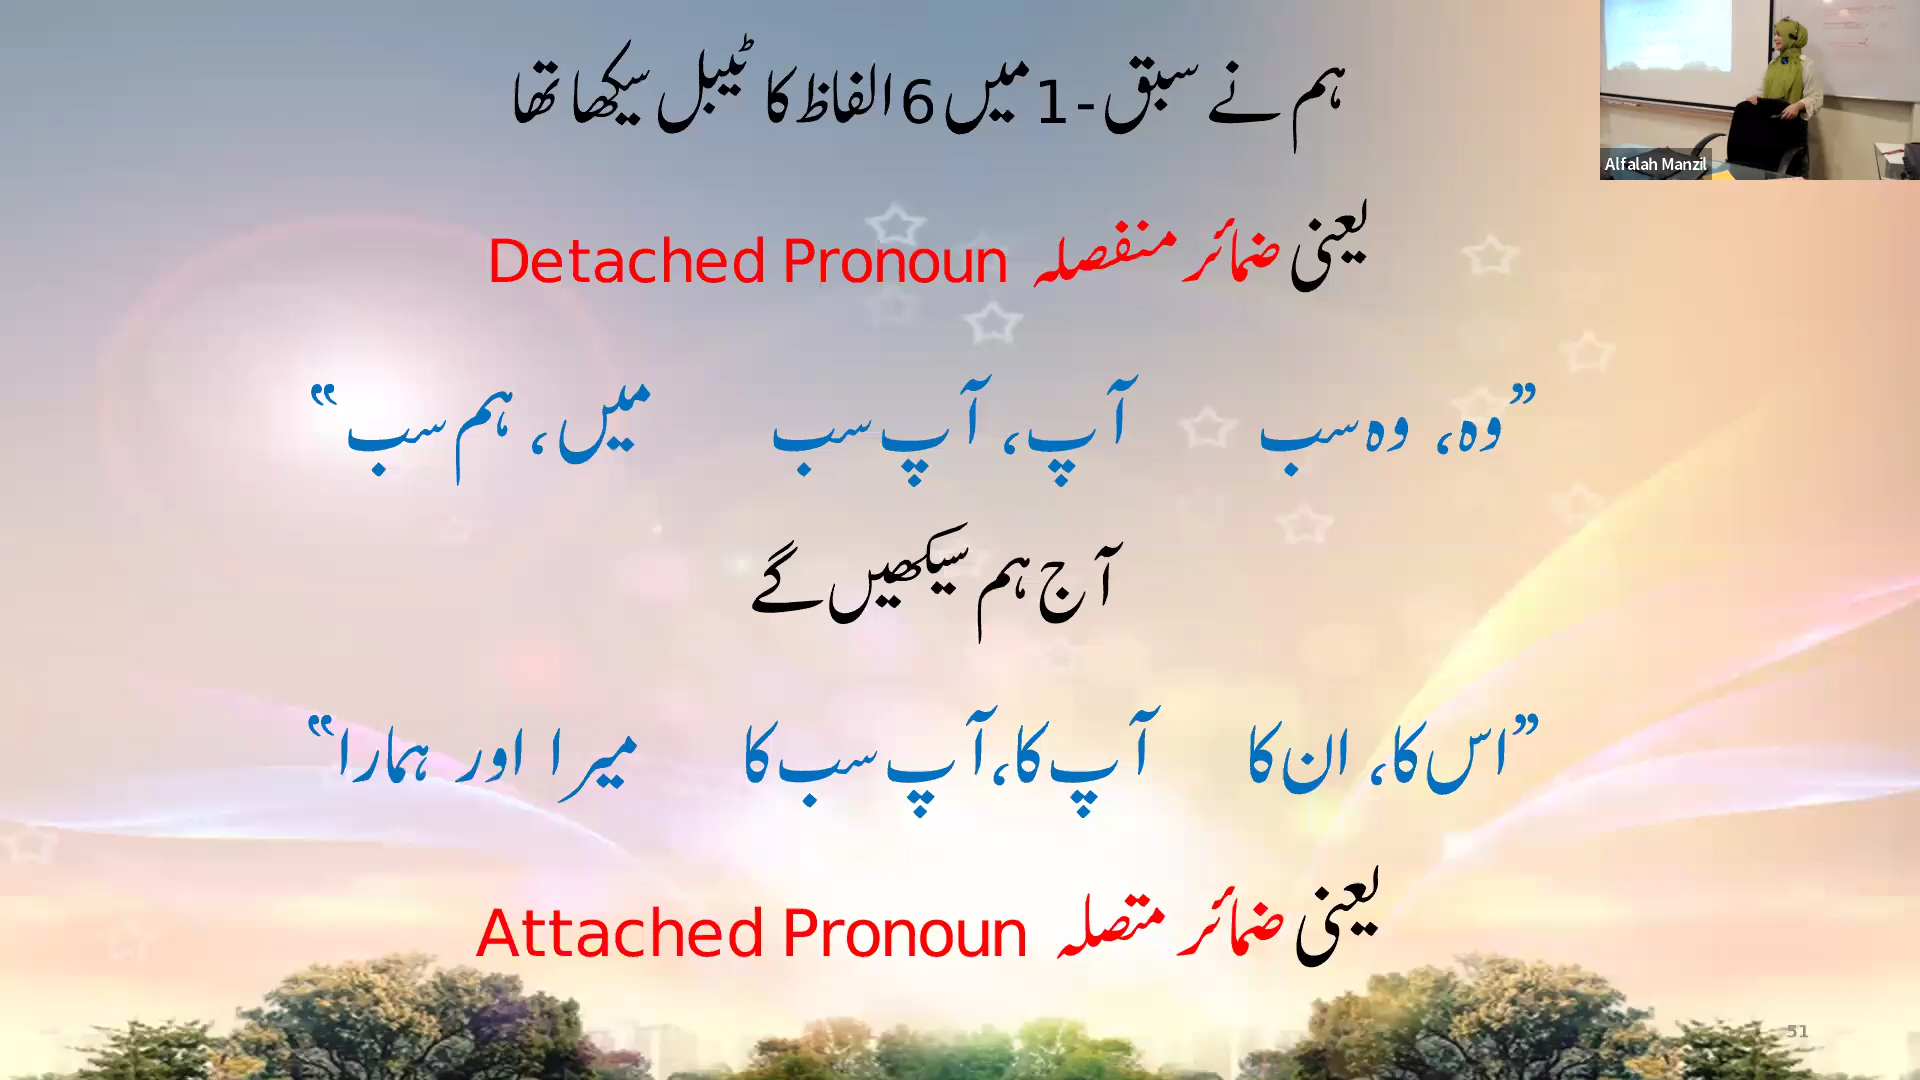 ہم نے سبق-1 میں 6 الفاظ کا ٹیبل سیکھا تھا
یعنی ضمائر منفصلہ Detached Pronoun
”وہ، وہ سب آپ، آپ سب میں، ہم سب“
آج ہم سیکھیں گے
”اس کا، ان کا آپ کا،آپ سب کا میرا اور ہمارا“
یعنی ضمائر متصلہ Attached Pronoun
Alfalah Manzil
51